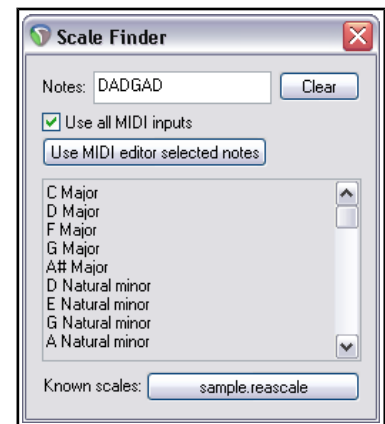 Scale Finder
Notes: DADGAD Clear
Use all MIDI inputs
Use MIDI editor selected notes
C Major
D Major
F Major
G Major
A# Major
D Natural minor
E Natural minor
G Natural minor
A Natural minor
Known scales: sample.reascale